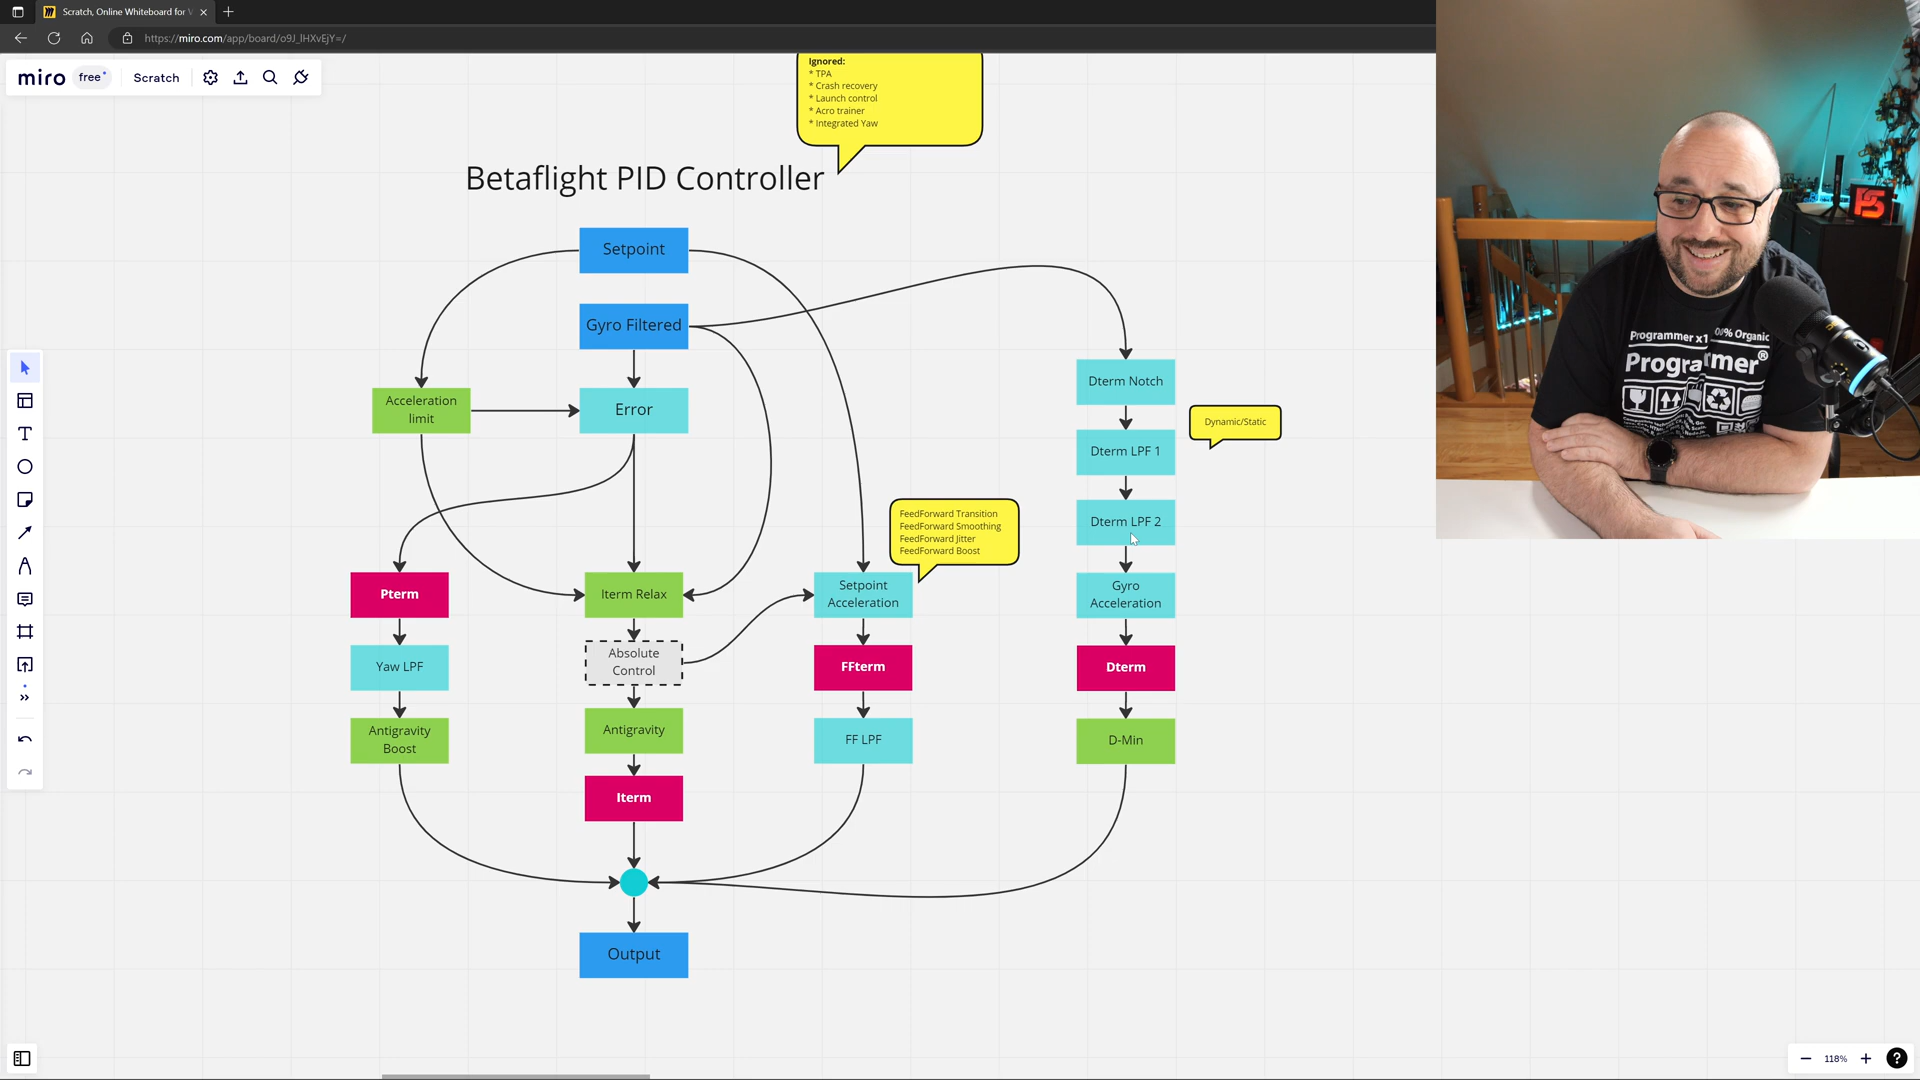 Scratch, Online Whiteboard for
https://miro.com/app/board/o9J_lHXvEjY=/
miro free Scratch
Ignored:
* TPA
* Crash recovery
* Launch control
* Acro trainer
* Integrated Yaw
Betaflight PID Controller
Setpoint
Gyro Filtered
Acceleration
limit
Error
Dterm Notch
Dynamic/Static
Dterm LPF 1
Dterm LPF 2
FeedForward Transition
FeedForward Smoothing
FeedForward Jitter
FeedForward Boost
Pterm
Iterm Relax
Setpoint
Acceleration
Gyro
Acceleration
Yaw LPF
Absolute
Control
FFterm
Dterm
Antigravity
Boost
Antigravity
FF LPF
D-Min
Iterm
Output
118%
Programmer x1
% Organic
Progra mer®